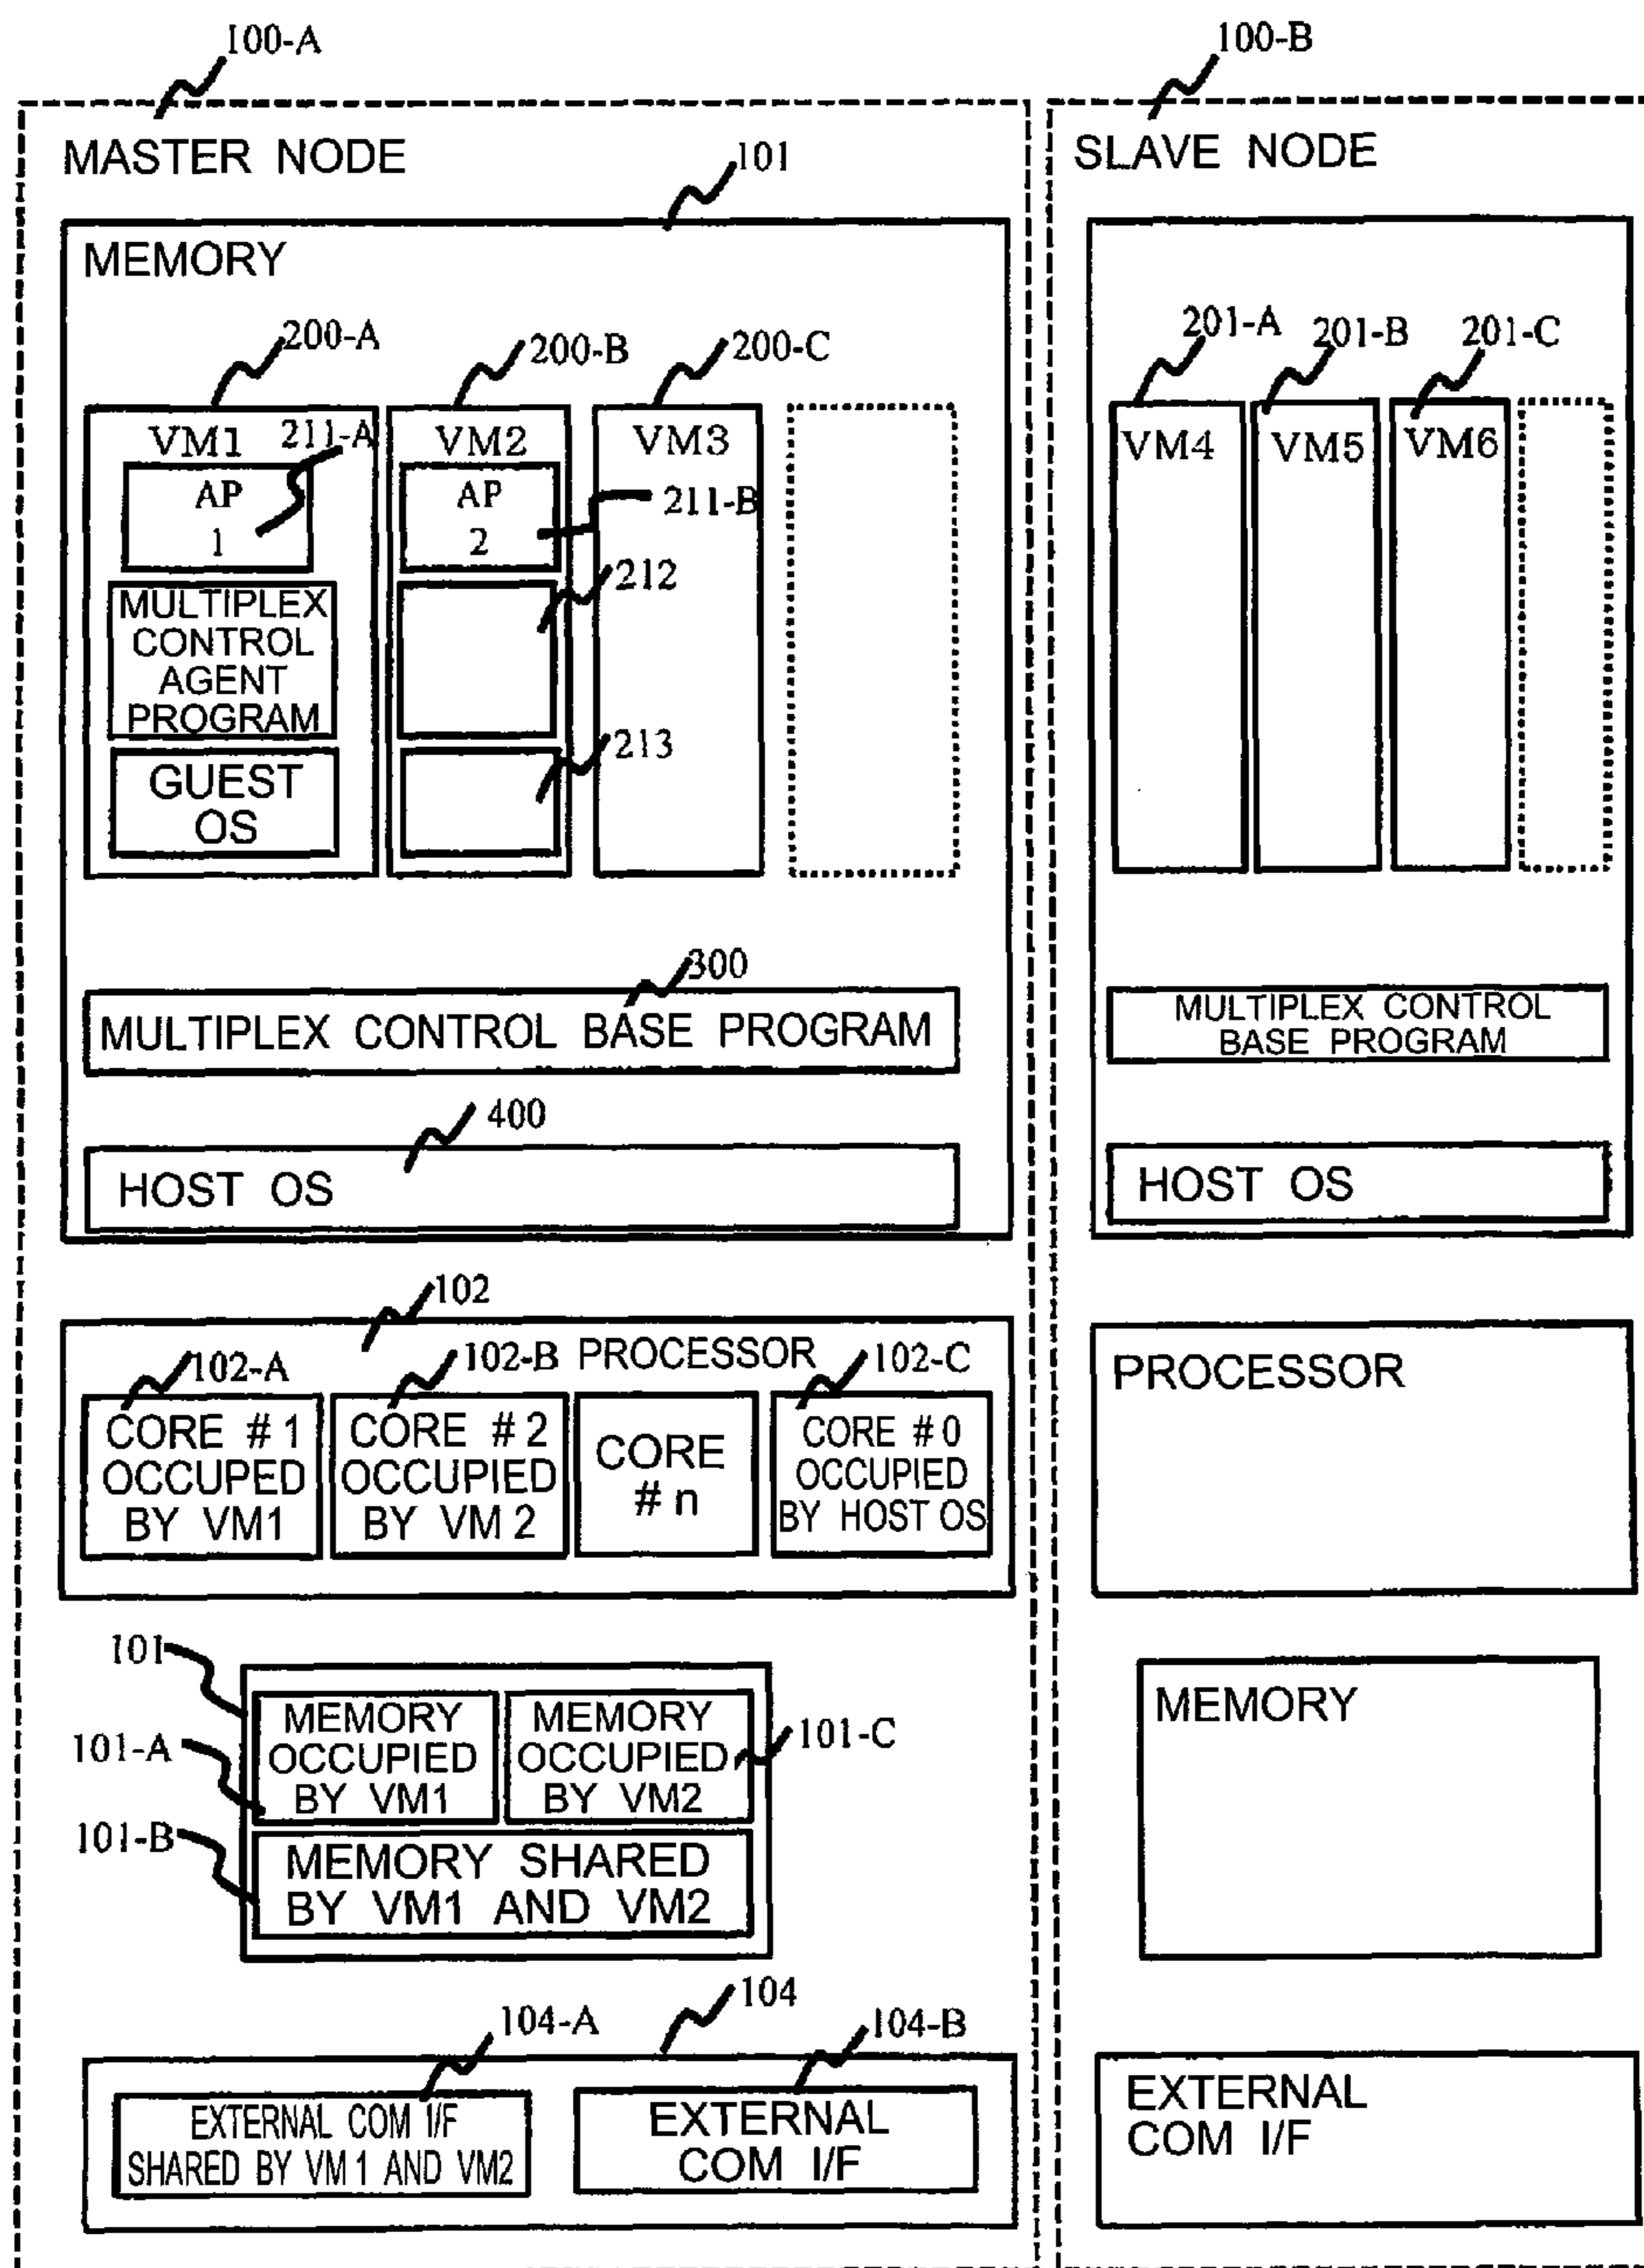 100-A
100-B
MASTER NODE
SLAVE NODE
101
MEMORY
200-A
200-B
200-C
201-A
201-B
201-C
VM1
211-A
VM2
VM3
VM4
VM5
VM6
AP
1
AP
2
211-B
212
MULTIPLEX
CONTROL
AGENT
PROGRAM
213
GUEST
OS
300
MULTIPLEX CONTROL BASE PROGRAM
MULTIPLEX CONTROL
BASE PROGRAM
400
HOST OS
HOST OS
102
102-A
102-B
PROCESSOR
102-C
PROCESSOR
CORE #1
OCCUPED
BY VM1
CORE #2
OCCUPIED
BY VM2
CORE
#n
CORE #0
OCCUPIED
BY HOST OS
101
101-A
101-B
MEMORY
OCCUPIED
BY VM1
MEMORY
OCCUPIED
BY VM2
101-C
MEMORY SHARED
BY VM1 AND VM2
MEMORY
104
104-A
104-B
EXTERNAL COM I/F
SHARED BY VM1 AND VM2
EXTERNAL
COM I/F
EXTERNAL
COM I/F